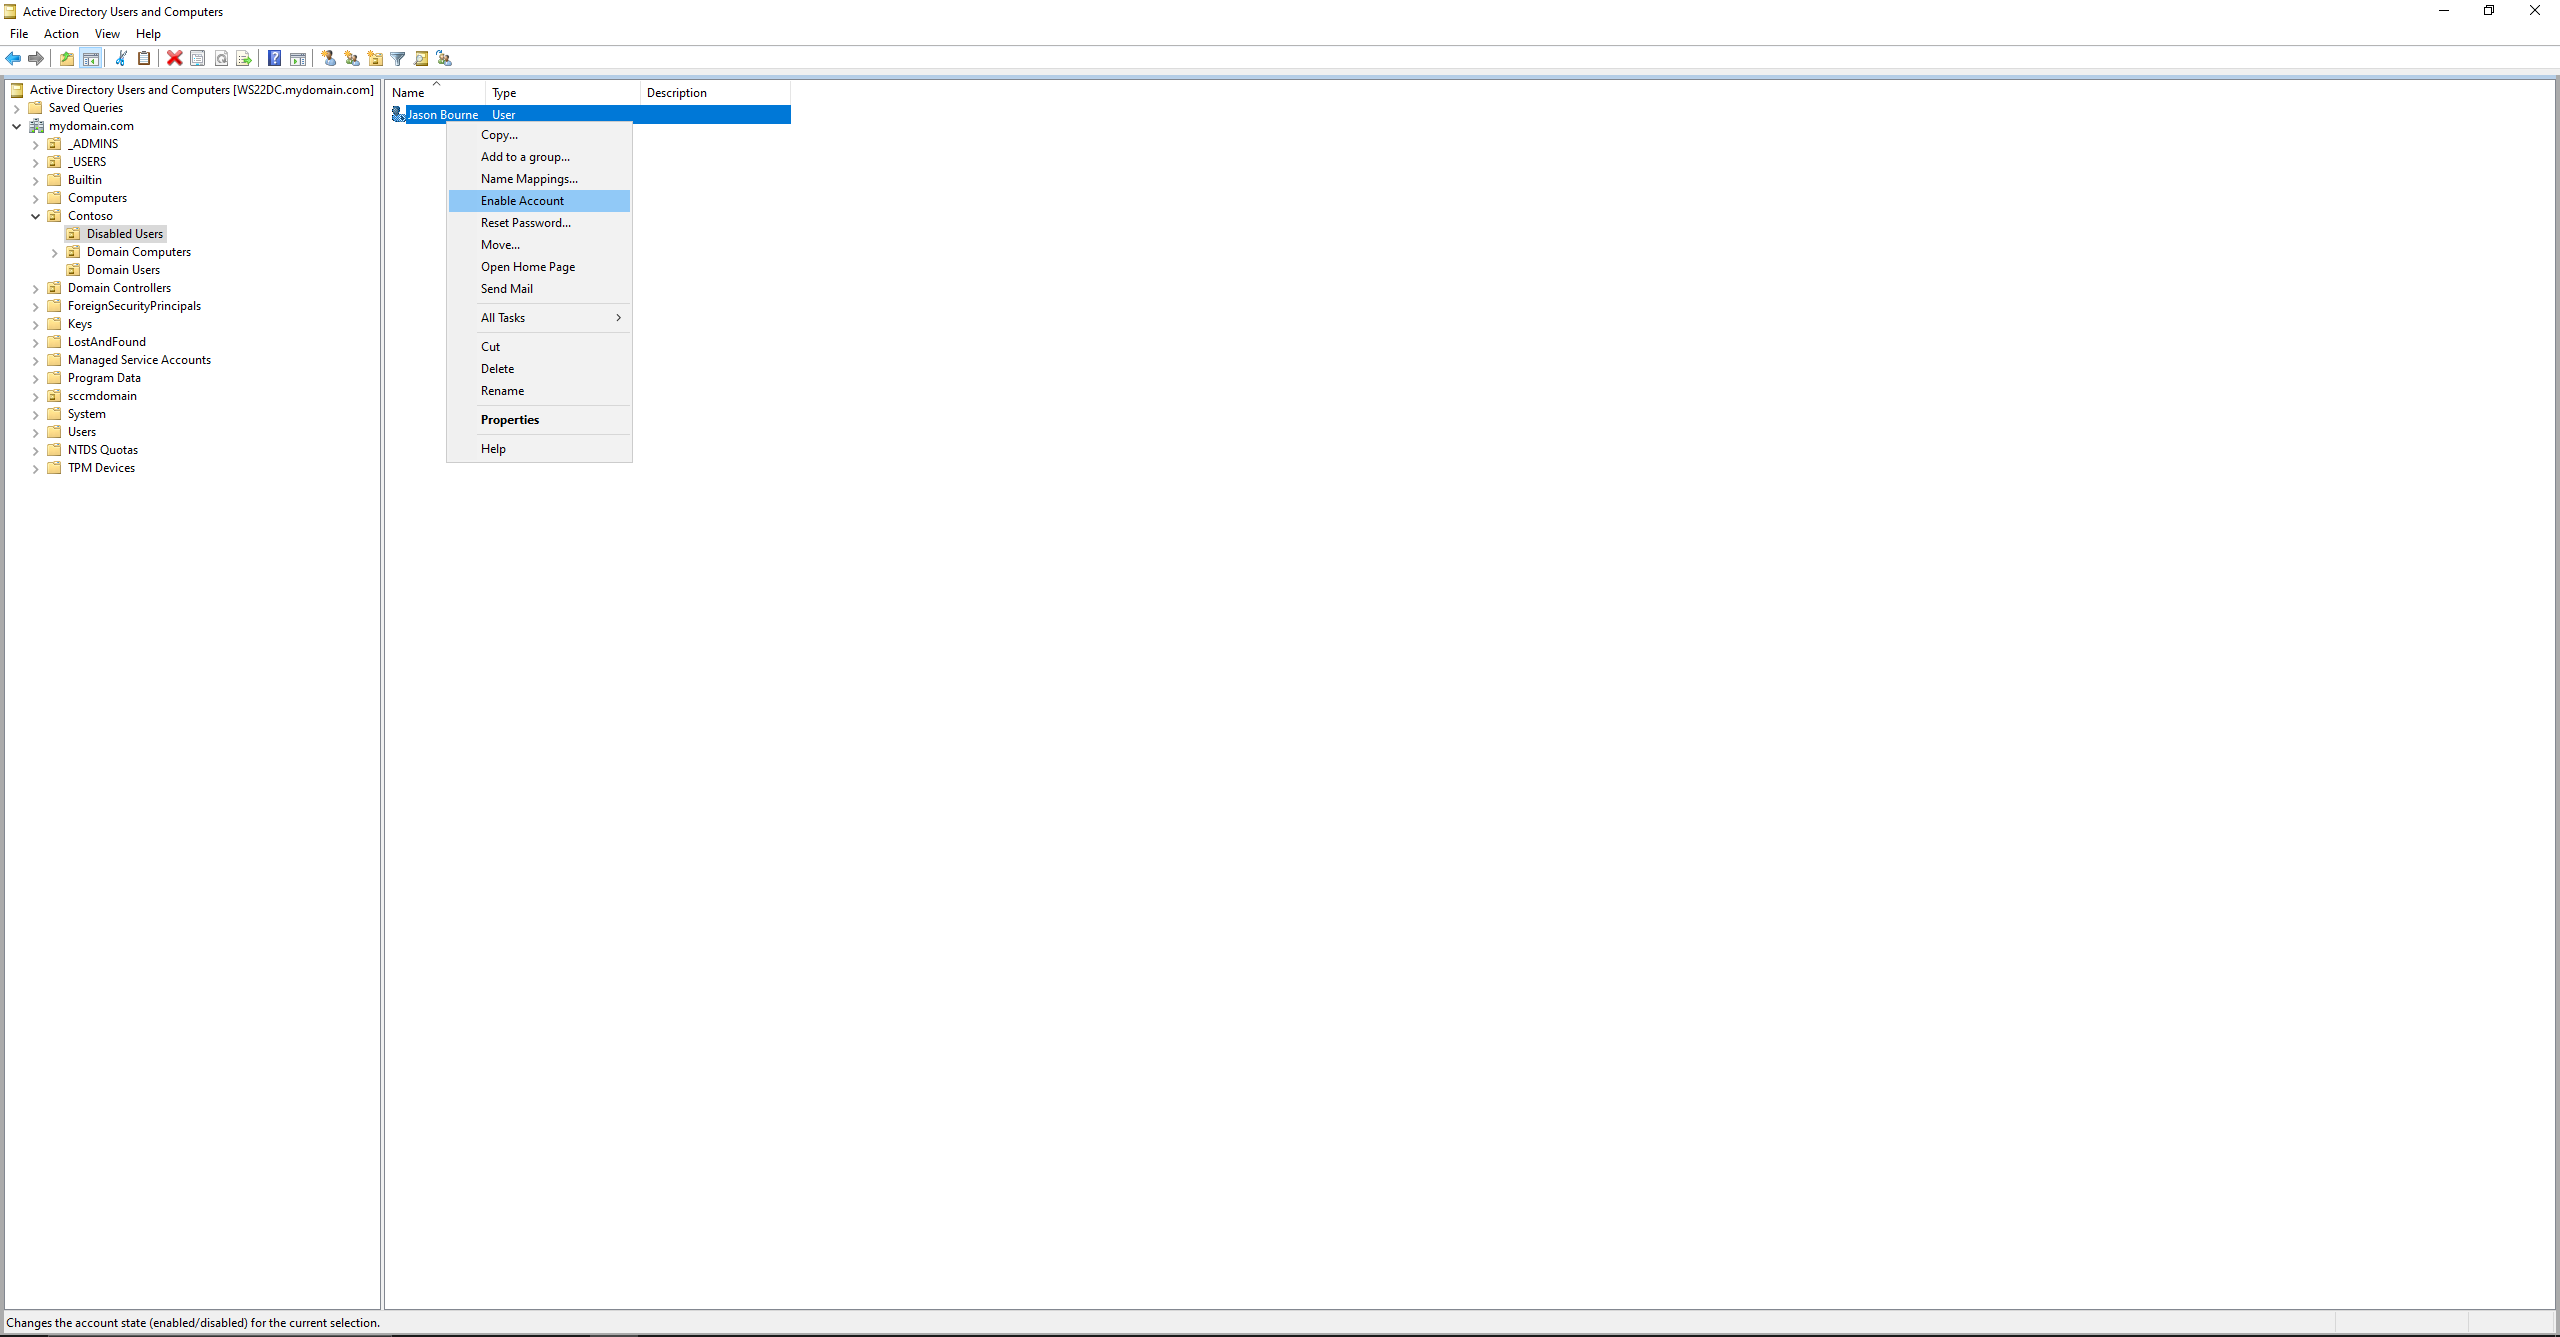 Active Directory Users and Computers
File Action View Help
Active Directory Users and Computers [WS22DC.mydomain.com]
Saved Queries
mydomain.com
_ADMINS
_USERS
Builtin
Computers
Contoso
Disabled Users
Domain Computers
Domain Users
Domain Controllers
ForeignSecurityPrincipals
Keys
LostAndFound
Managed Service Accounts
Program Data
sccmdomain
System
Users
NTDS Quotas
TPM Devices
Name Type Description
Jason Bourne User
Copy...
Add to a group...
Name Mappings...
Enable Account
Reset Password...
Move...
Open Home Page
Send Mail
All Tasks
Cut
Delete
Rename
Properties
Help
Changes the account state (enabled/disabled) for the current selection.